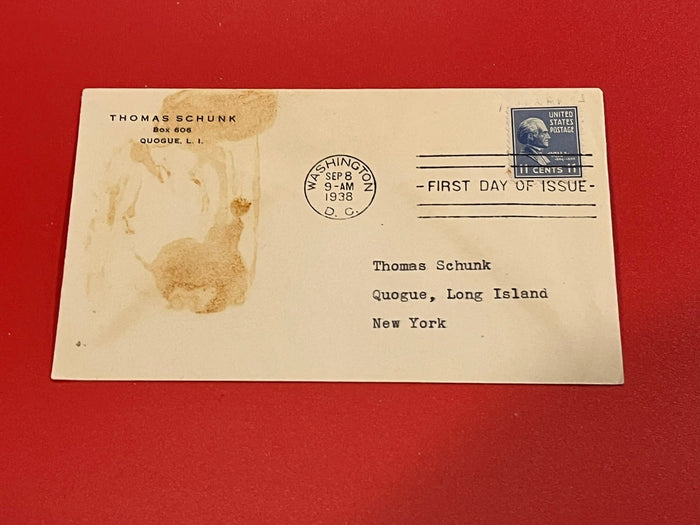 THOMAS SCHUNK
Box 606
QUOGUE, L. I.
WASHINGTON
SEP 8
9-AM
1938
D. C.
UNITED
STATES
POSTAGE
11 CENTS 11
-FIRST DAY OF ISSUE-
Thomas Schunk
Quogue, Long Island
New York